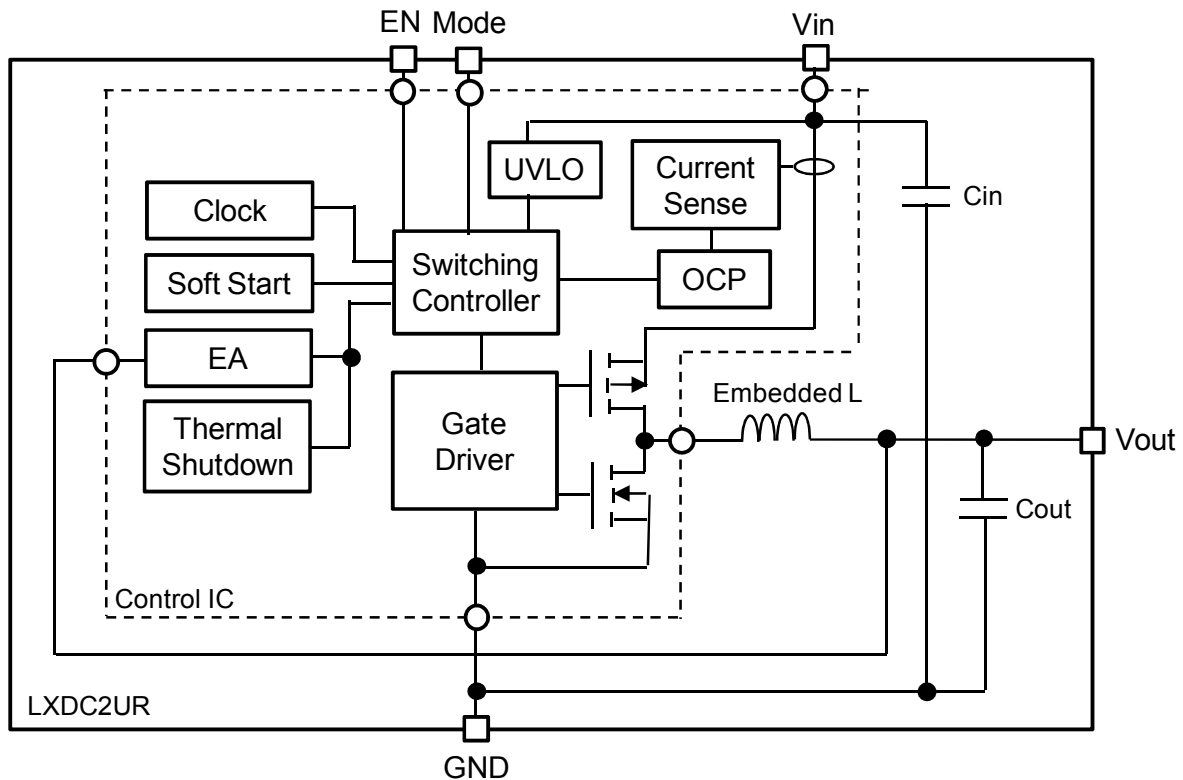 EN
Mode
Vin
UVLO
Current
Sense
Cin
Clock
Switching
Controller
Soft Start
OCP
EA
Embedded L
Thermal
Shutdown
Gate
Driver
Vout
Cout
Control IC
LXDC2UR
GND